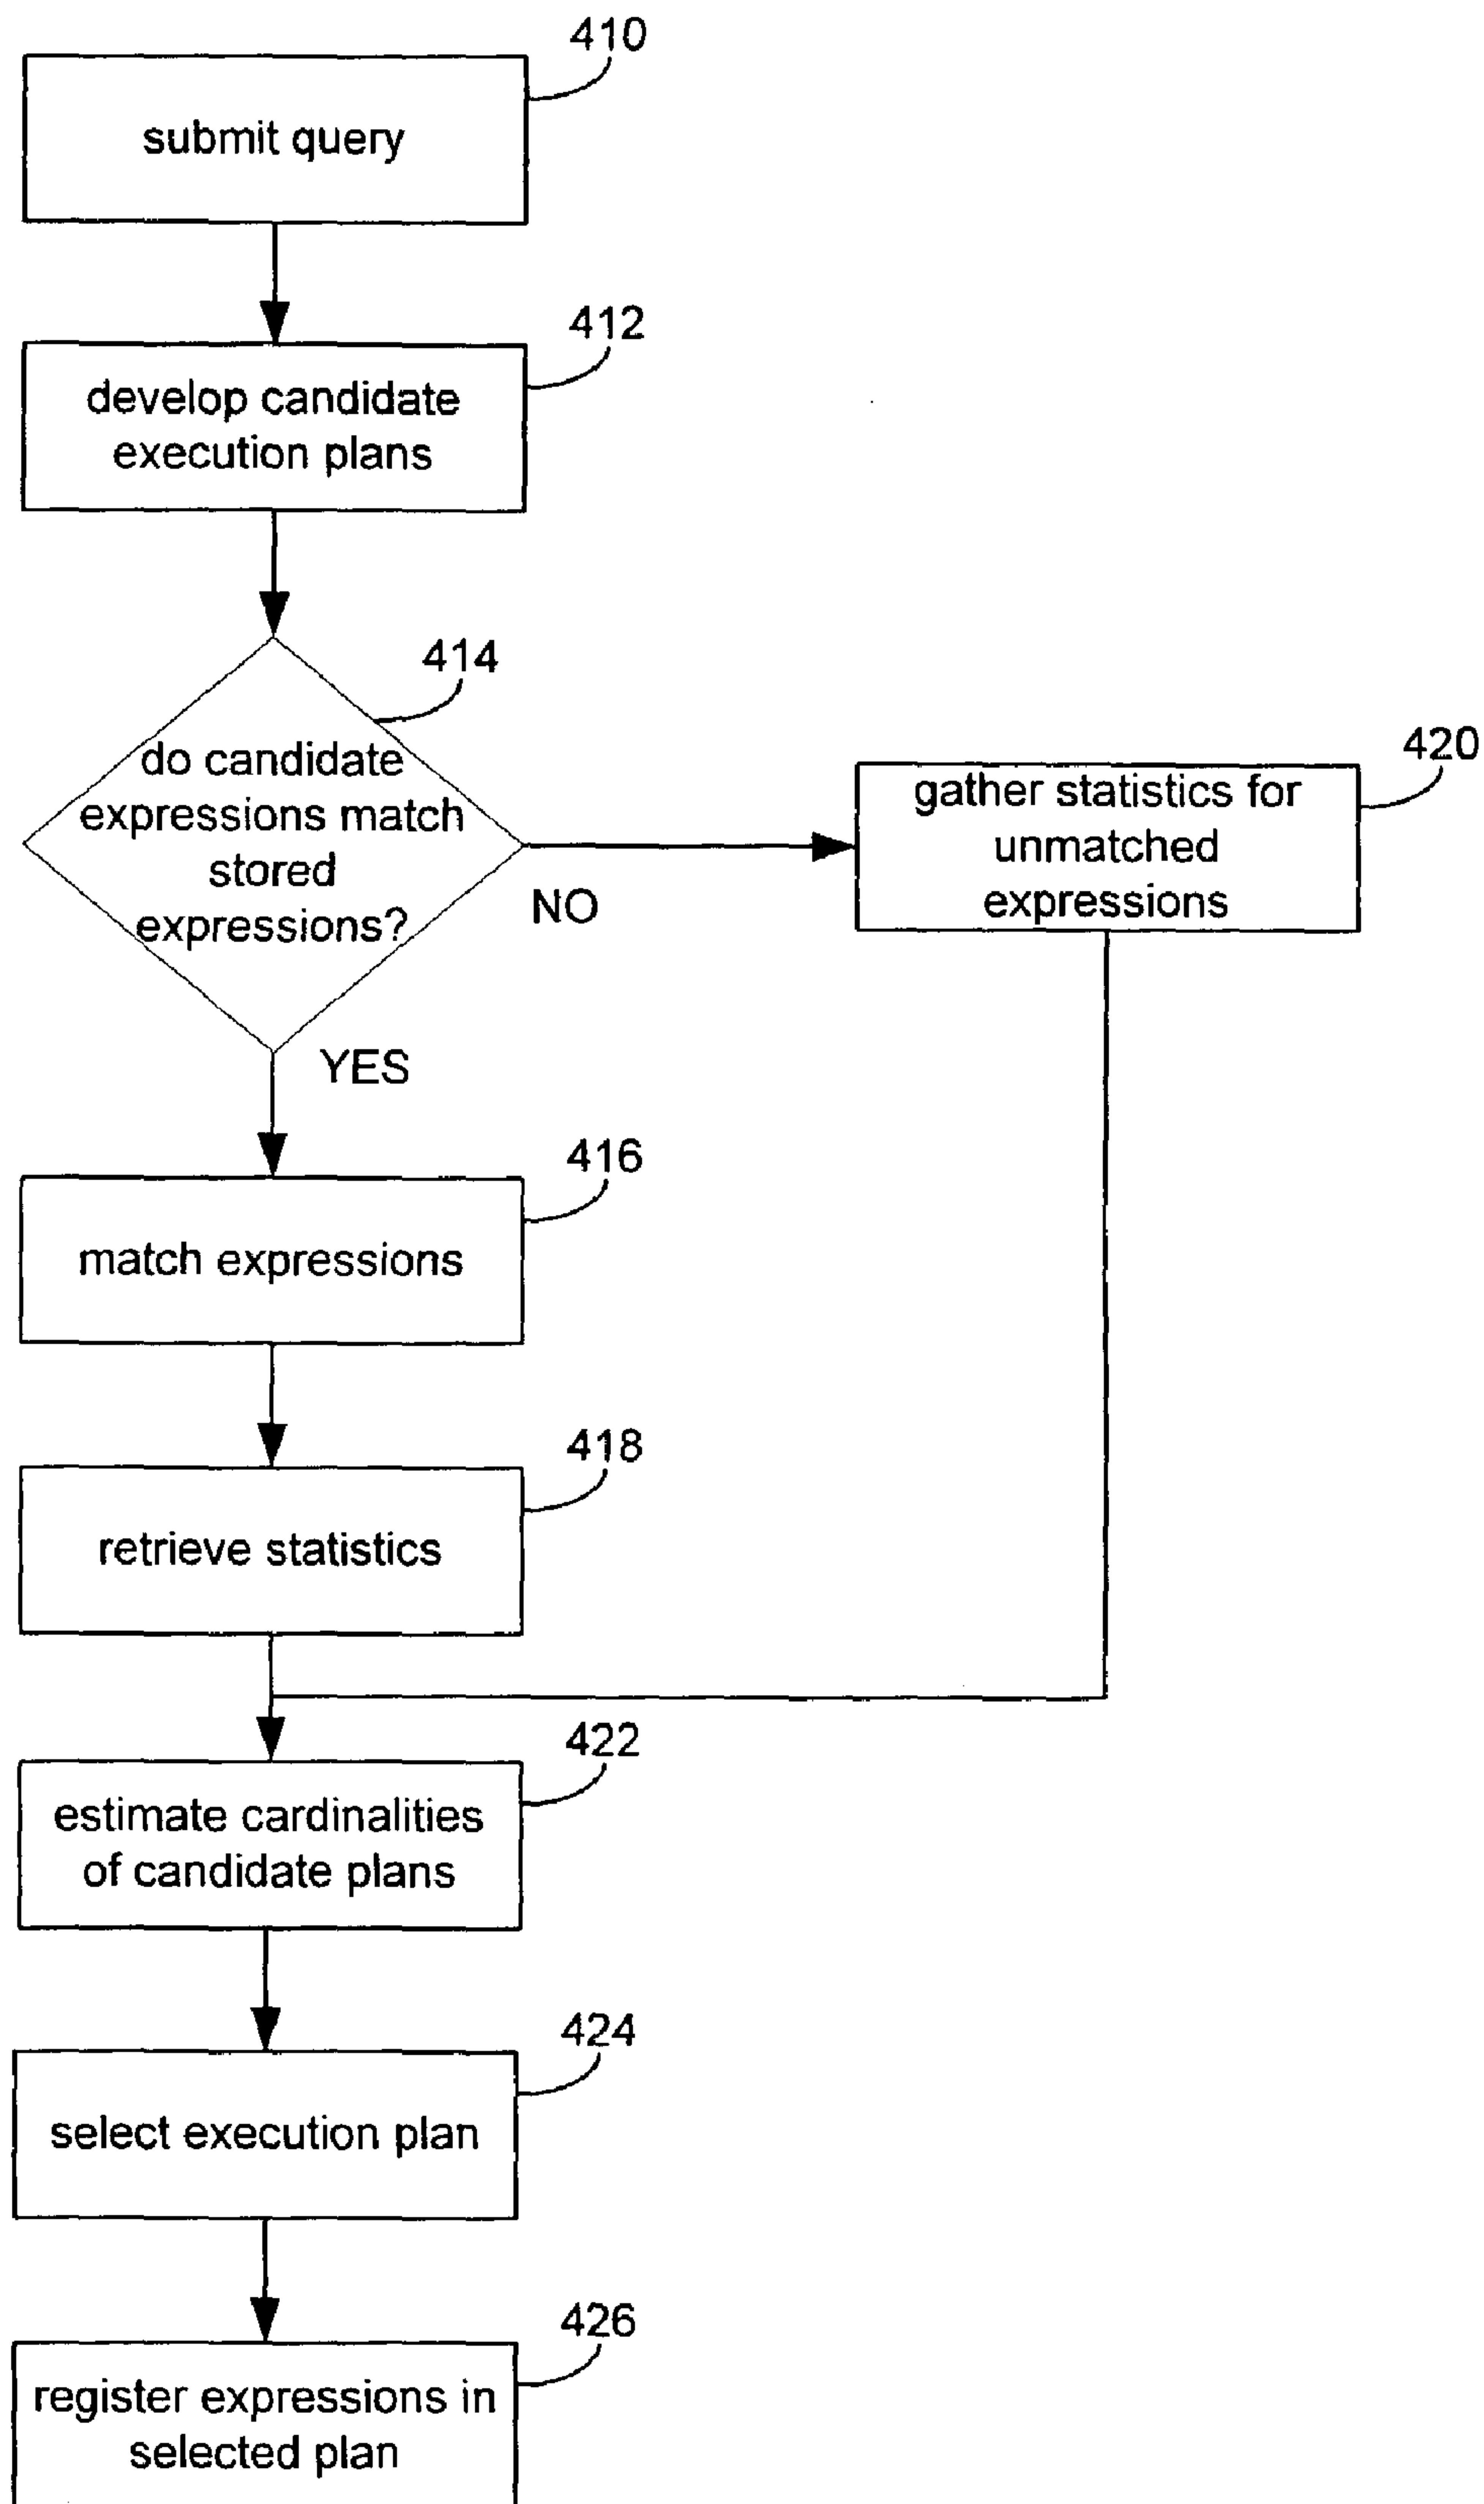 410
submit query
412
develop candidate
execution plans
414
do candidate
expressions match
stored
expressions?
NO
YES
420
gather statistics for
unmatched
expressions
416
match expressions
418
retrieve statistics
422
estimate cardinalities
of candidate plans
424
select execution plan
426
register expressions in
selected plan